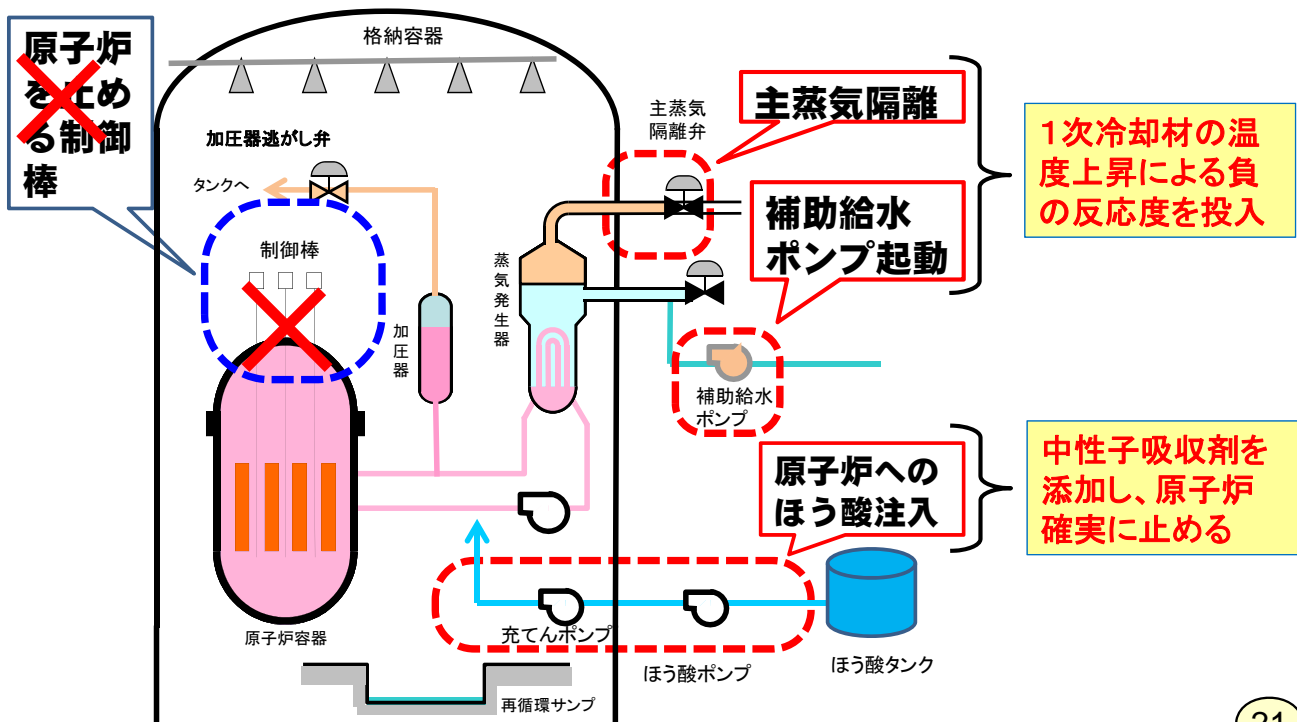 原子炉
を止め
る制御
棒
格納容器
加圧器逃がし弁
タンクへ
制御棒
加圧器
蒸気発生器
主蒸気
隔離弁
主蒸気隔離
補助給水
ポンプ起動
１次冷却材の温
度上昇による負
の反応度を投入
補助給水
ポンプ
原子炉への
ほう酸注入
中性子吸収剤を
添加し、原子炉
確実に止める
原子炉容器
充てんポンプ
ほう酸ポンプ
ほう酸タンク
再循環サンプ
21